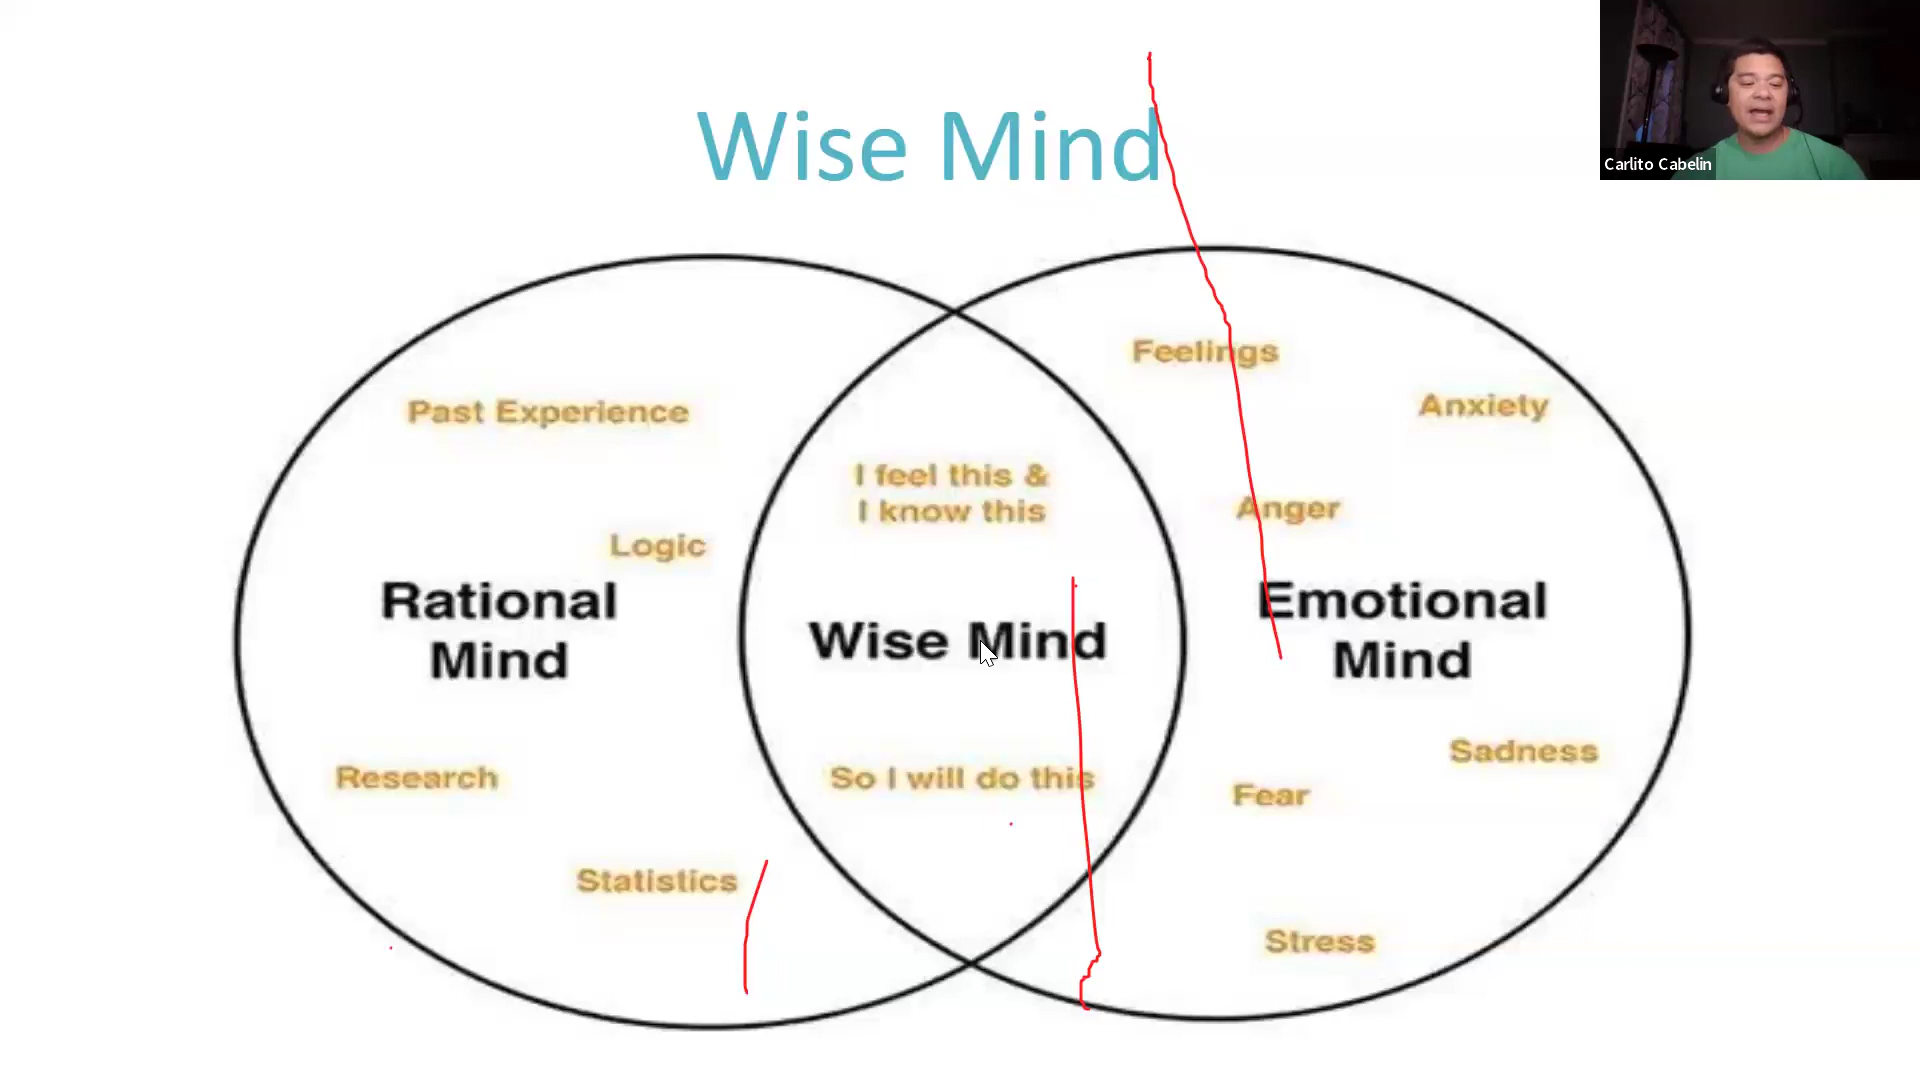 Wise Mind
Carlito Cabelin
Feelings
Anxiety
Past Experience
I feel this &
I know this
Anger
Logic
Rational
Mind
Wise Mind
Emotional
Mind
Research
So I will do this
Sadness
Fear
Statistics
Stress